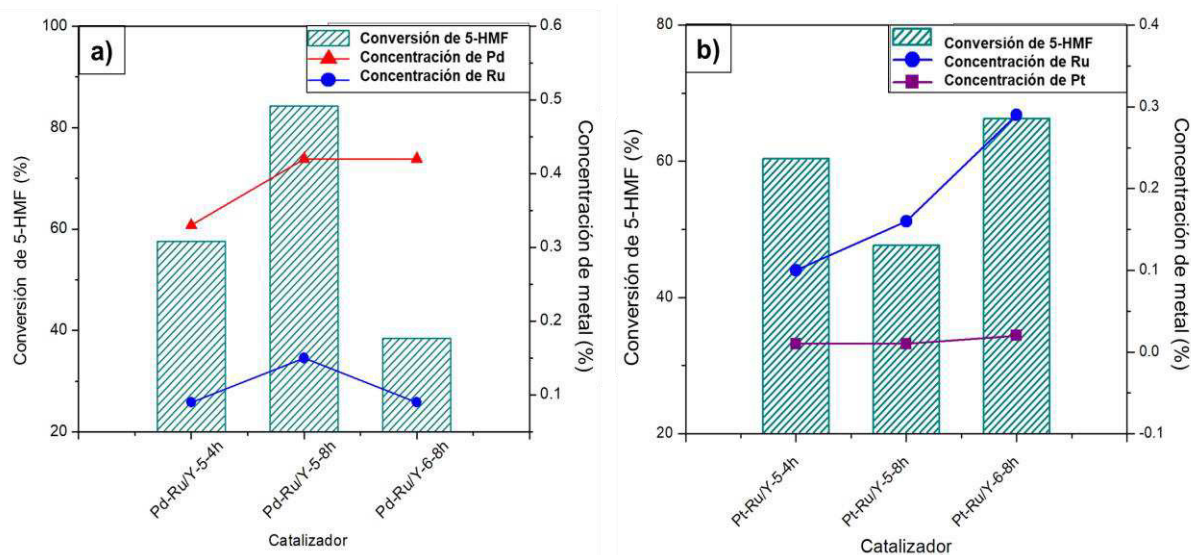 a)
Conversión de 5-HMF
Concentración de Pd
Concentración de Ru
Conversión de 5-HMF (%)
100
80
60
40
20
Concentración de metal (%)
0.6
0.5
0.4
0.3
0.2
0.1
Pd-Ru/Y-5-4h
Pd-Ru/Y-5-8h
Pd-Ru/Y-6-8h
Catalizador
b)
Conversión de 5-HMF
Concentración de Ru
Concentración de Pt
Conversión de 5-HMF (%)
80
60
40
20
Concentración de metal (%)
0.4
0.3
0.2
0.1
0.0
-0.1
Pt-Ru/Y-5-4h
Pt-Ru/Y-5-8h
Pt-Ru/Y-6-8h
Catalizador